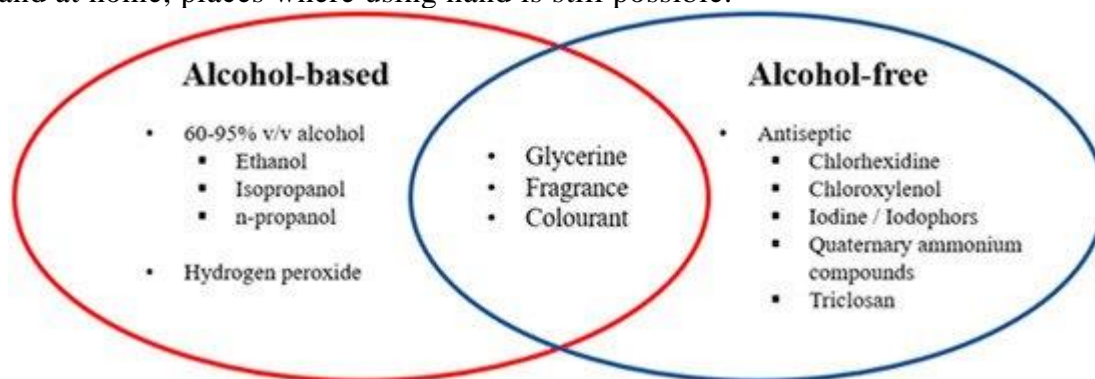 and at home, places where using hand is still possible.
Alcohol-based
• 60-95% v/v alcohol
▪ Ethanol
▪ Isopropanol
▪ n-propanol
• Hydrogen peroxide
• Glycerine
• Fragrance
• Colourant
Alcohol-free
• Antiseptic
▪ Chlorhexidine
▪ Chloroxylenol
▪ Iodine / Iodophors
▪ Quaternary ammonium
compounds
▪ Triclosan